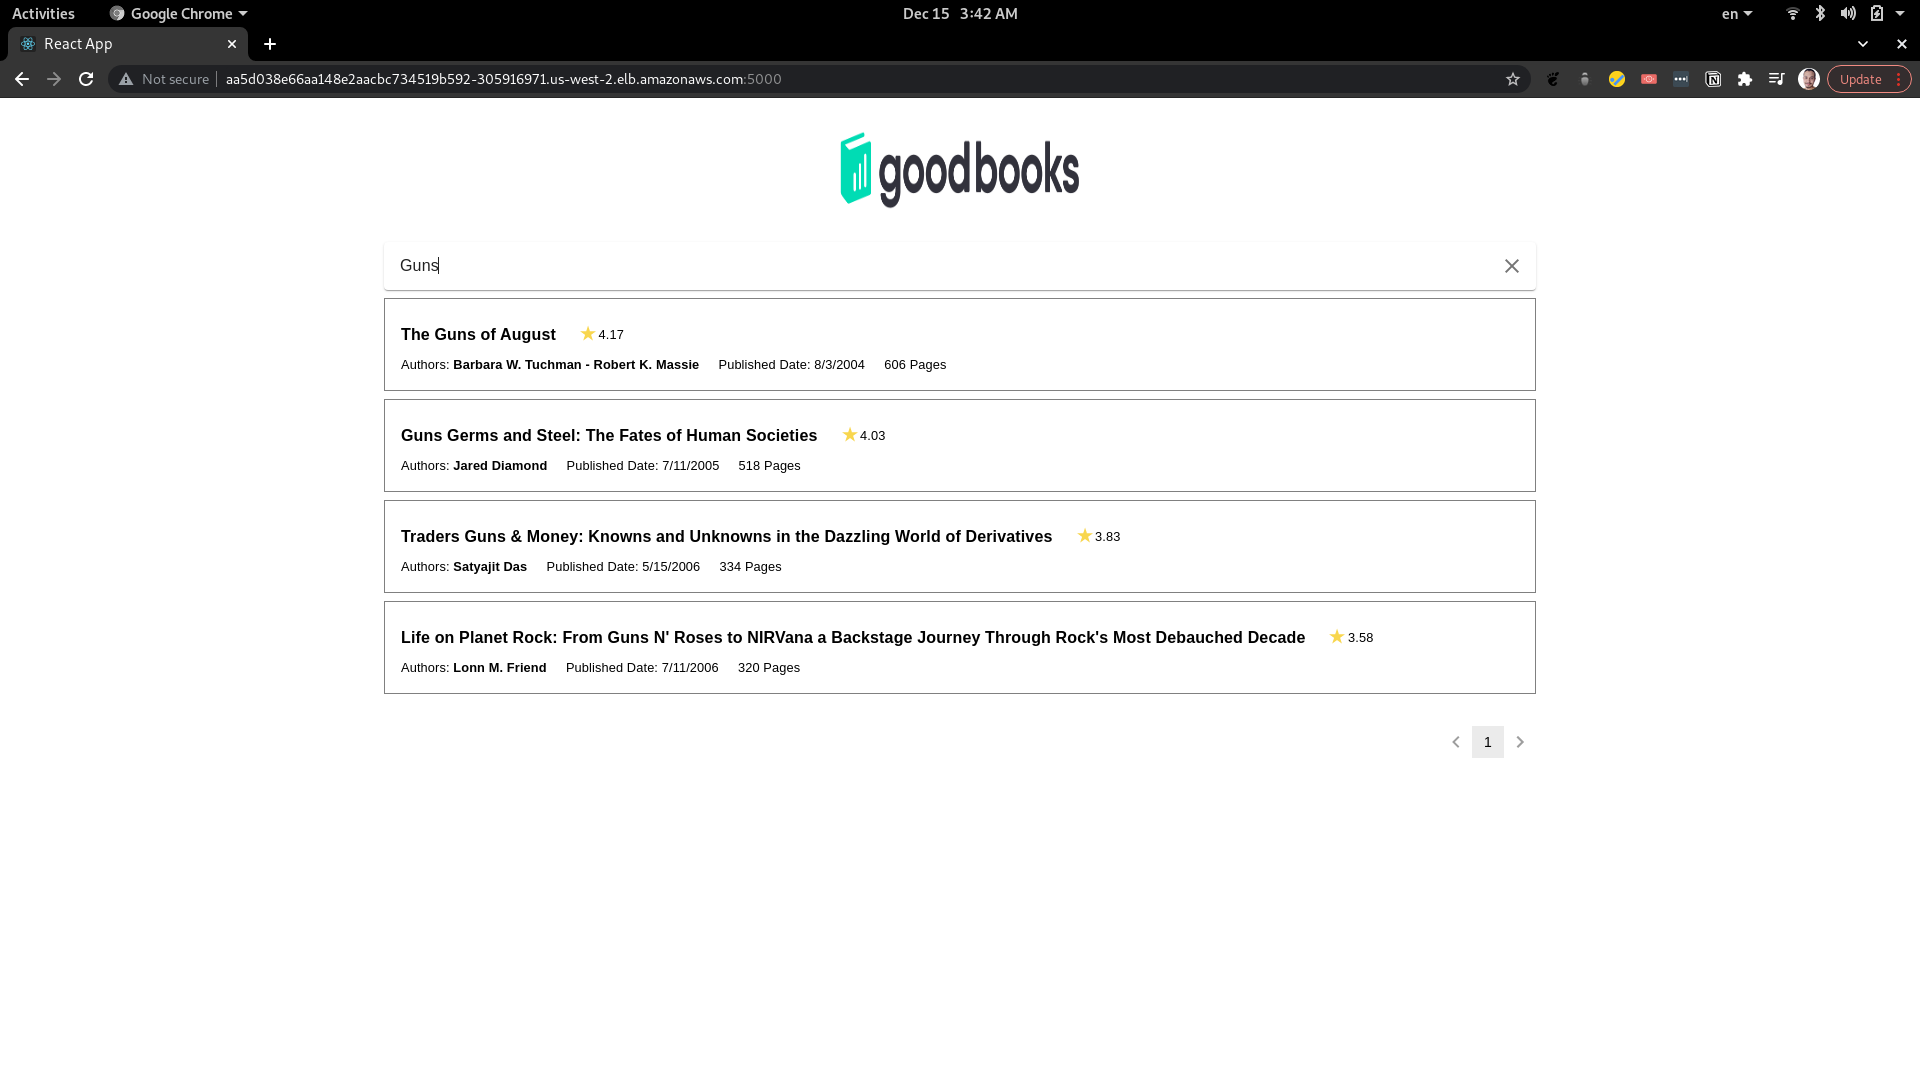 Activities Google Chrome Dec 15 3:42 AM en
React App
Not secure aa5d038e66aa148e2aacbc734519b592-305916971.us-west-2.elb.amazonaws.com:5000 Update
goodbooks
Guns
The Guns of August 4.17
Authors: Barbara W. Tuchman - Robert K. Massie Published Date: 8/3/2004 606 Pages
Guns Germs and Steel: The Fates of Human Societies 4.03
Authors: Jared Diamond Published Date: 7/11/2005 518 Pages
Traders Guns & Money: Knowns and Unknowns in the Dazzling World of Derivatives 3.83
Authors: Satyajit Das Published Date: 5/15/2006 334 Pages
Life on Planet Rock: From Guns N' Roses to NIRVana a Backstage Journey Through Rock's Most Debauched Decade 3.58
Authors: Lonn M. Friend Published Date: 7/11/2006 320 Pages
1